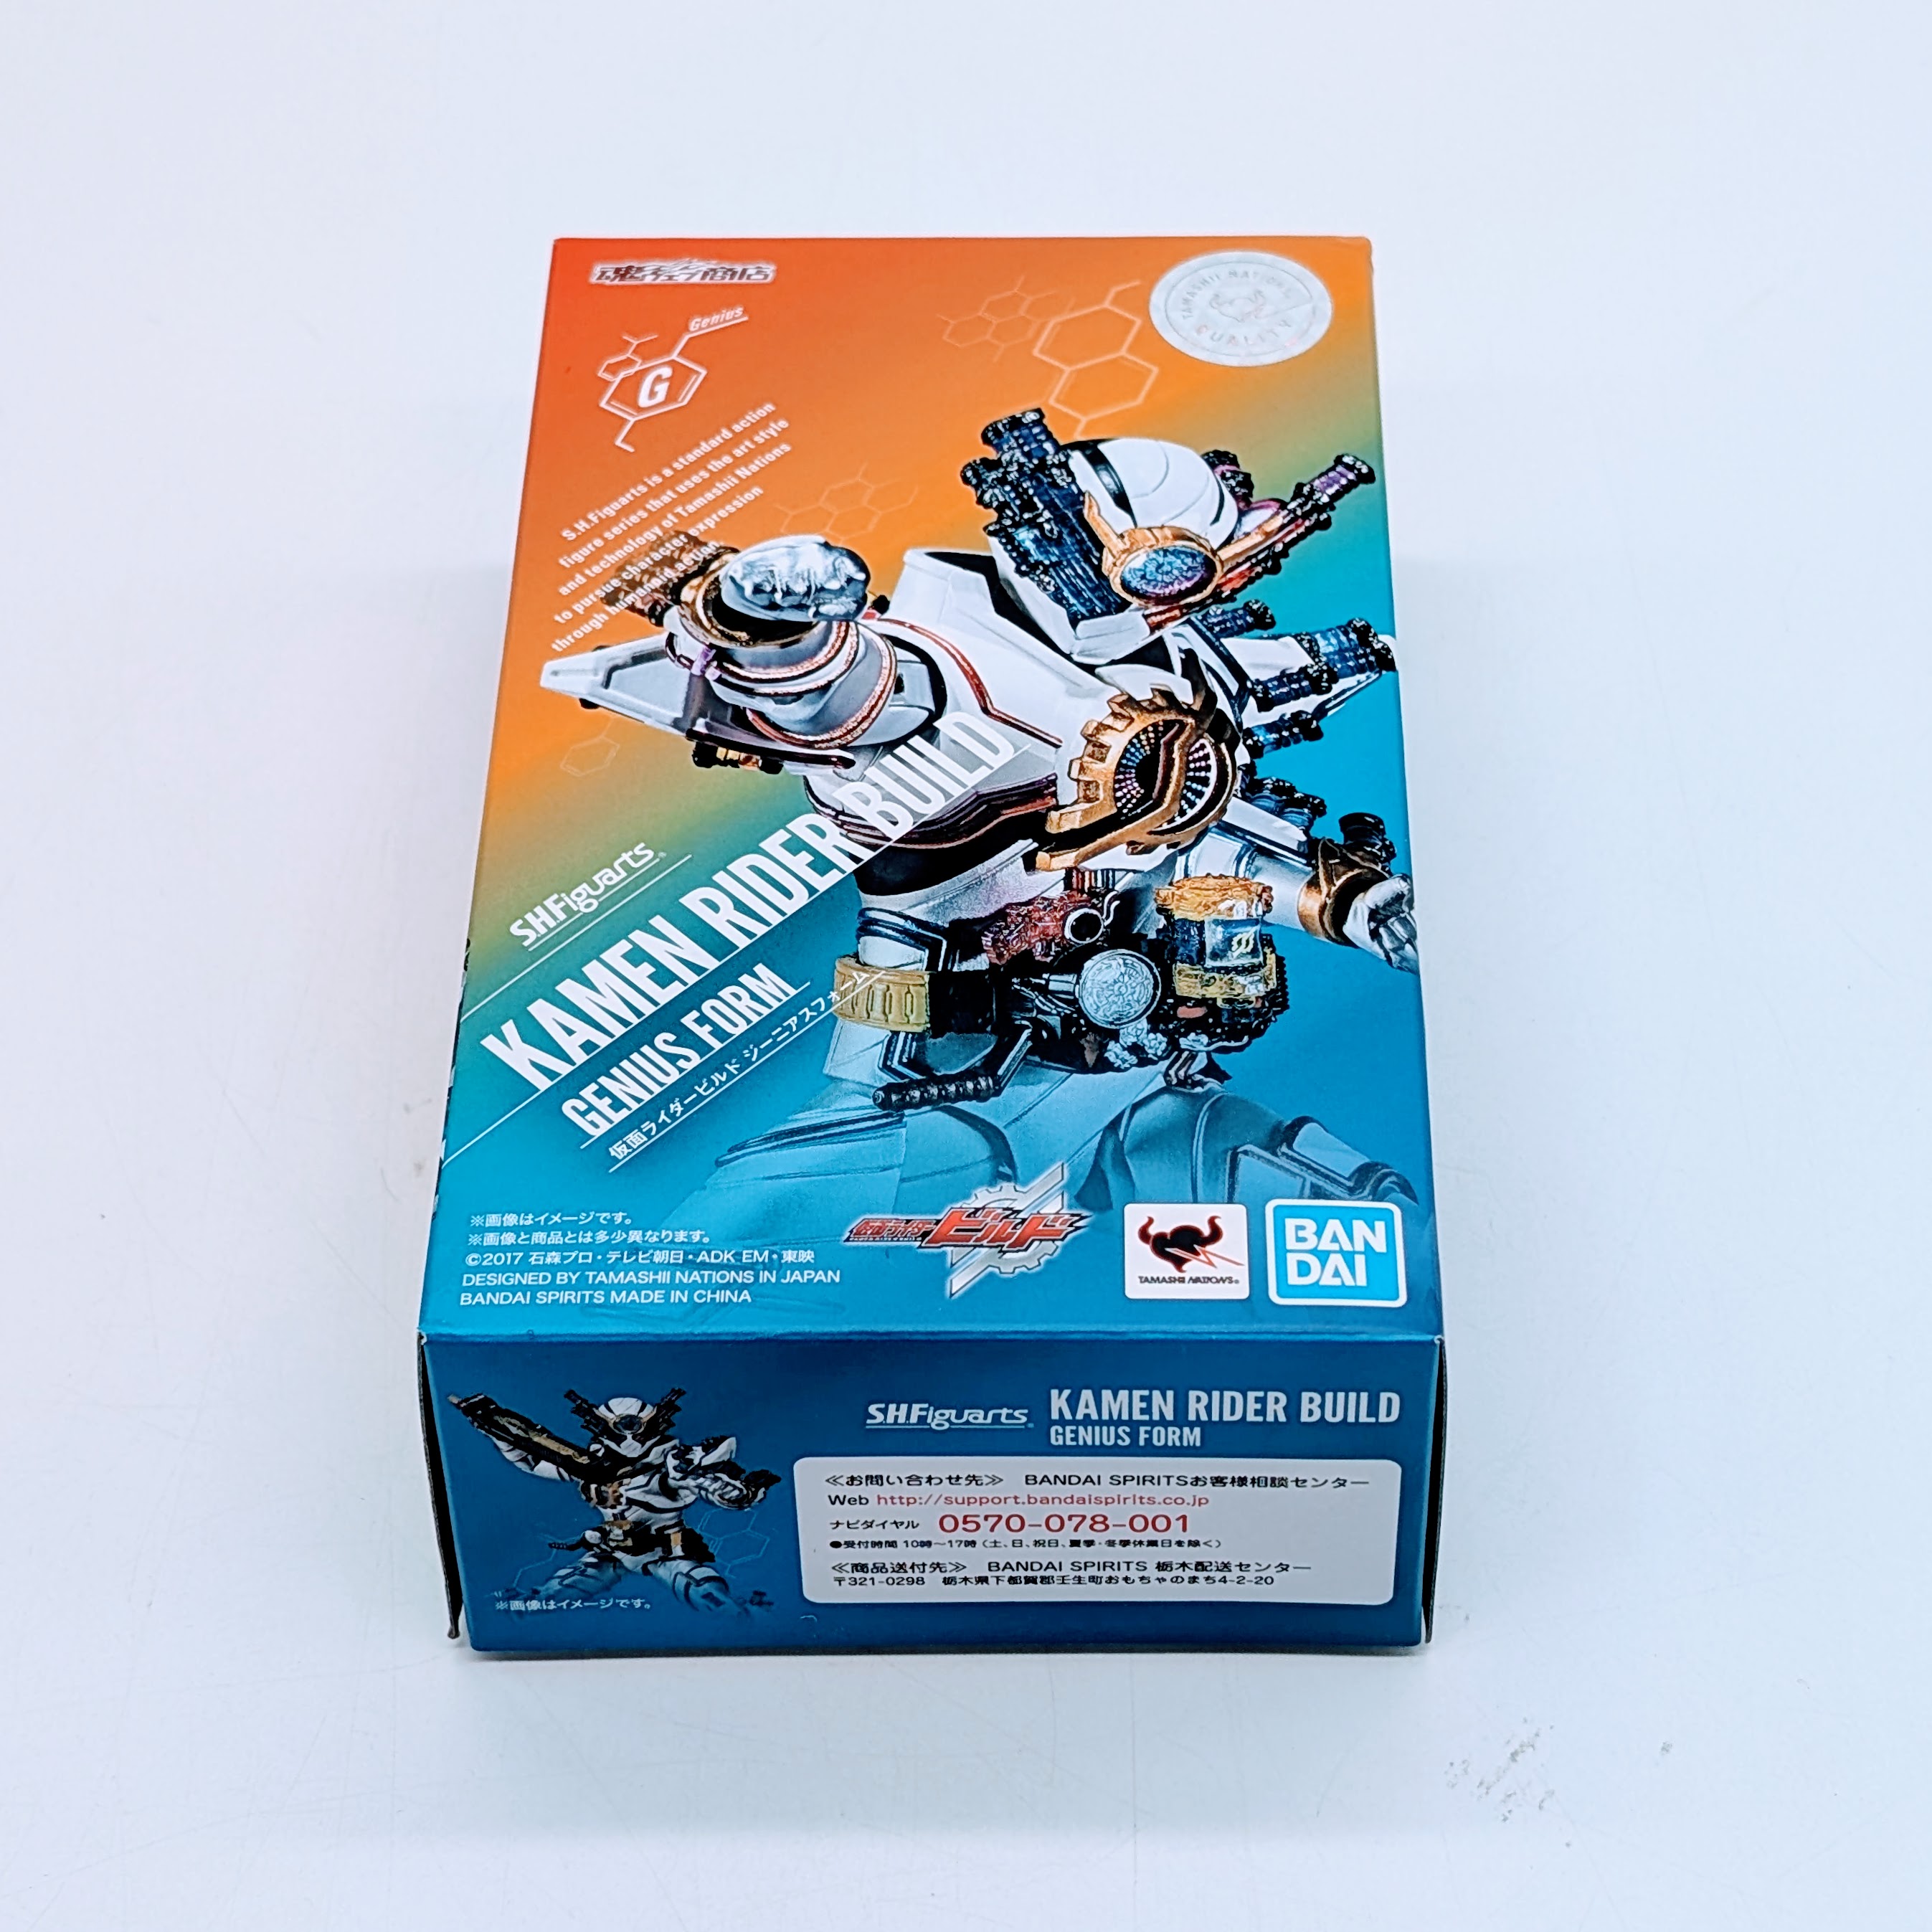 魂ウェブ商店
TAMASHII NATIONS
QUALITY
Genius
G
S.H.Figuarts is a standard action
figure series that uses the art style
and technology of Tamashii Nations
to pursue character expression
through humanoid action.
S.H.Figuarts
KAMEN RIDER BUILD
GENIUS FORM
仮面ライダービルド ジーニアスフォーム
※画像はイメージです。
※画像と商品とは多少異なります。
©2017 石森プロ・テレビ朝日・ADK EM・東映
DESIGNED BY TAMASHII NATIONS IN JAPAN
BANDAI SPIRITS MADE IN CHINA
仮面ライダービルド
TAMASHII NATIONS
BAN
DAI
S.H.Figuarts KAMEN RIDER BUILD
GENIUS FORM
≪お問い合わせ先≫ BANDAI SPIRITSお客様相談センター
Web http://support.bandaispirits.co.jp
ナビダイヤル 0570-078-001
●受付時間 10時〜17時（土、日、祝日、夏季・冬季休業日を除く）
≪商品送付先≫ BANDAI SPIRITS 栃木配送センター
〒321-0298 栃木県下都賀郡壬生町おもちゃのまち4-2-20
※画像はイメージです。